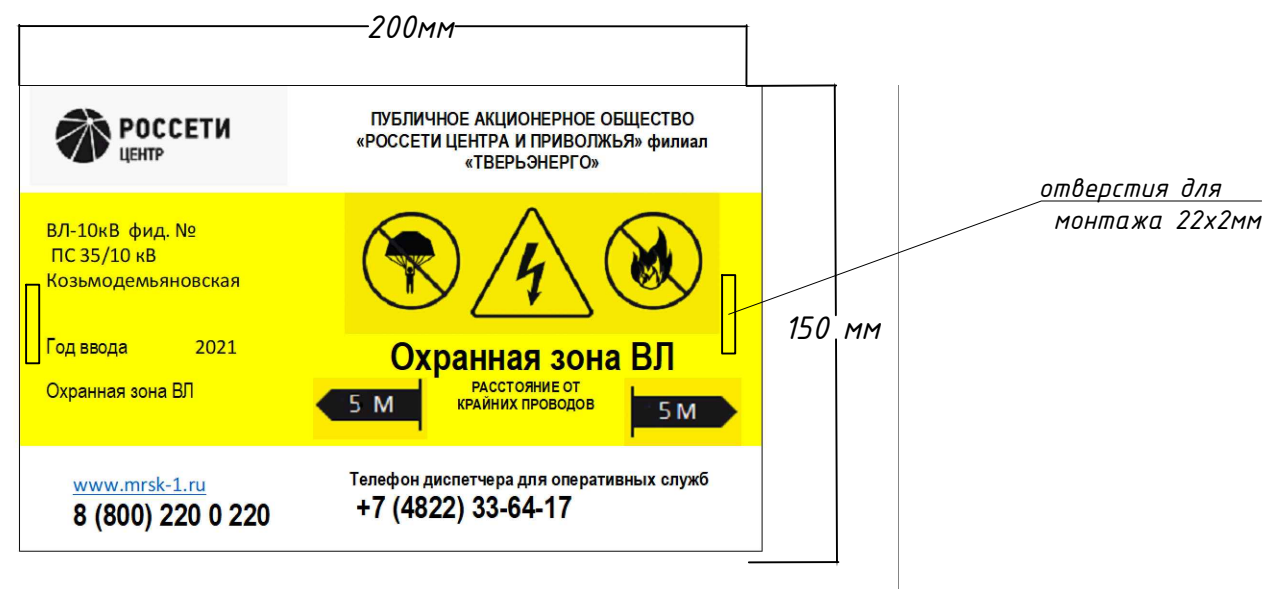 200мм
РОССЕТИ
ЦЕНТР
ПУБЛИЧНОЕ АКЦИОНЕРНОЕ ОБЩЕСТВО
«РОССЕТИ ЦЕНТРА И ПРИВОЛЖЬЯ» филиал
«ТВЕРЬЭНЕРГО»
отверстия для
монтажа 22х2мм
ВЛ-10кВ фид. №
ПС 35/10 кВ
Козьмодемьяновская
Год ввода 2021
Охранная зона ВЛ
Охранная зона ВЛ
РАССТОЯНИЕ ОТ
КРАЙНИХ ПРОВОДОВ
5 М
5 М
150 мм
www.mrsk-1.ru
8 (800) 220 0 220
Телефон диспетчера для оперативных служб
+7 (4822) 33-64-17